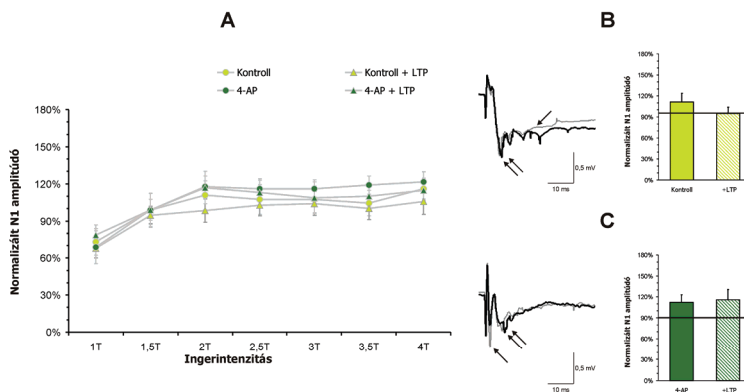 A
Kontroll
Kontroll + LTP
4-AP
4-AP + LTP
Normalizált N1 amplitúdó
180%
150%
120%
90%
60%
30%
0%
1T
1,5T
2T
2,5T
3T
3,5T
4T
Ingerintenzitás
B
0,5 mV
10 ms
Normalizált N1 amplitúdó
180%
150%
120%
90%
60%
30%
0%
Kontroll
+LTP
C
0,5 mV
10 ms
Normalizált N1 amplitúdó
180%
150%
120%
90%
60%
30%
0%
4-AP
+LTP